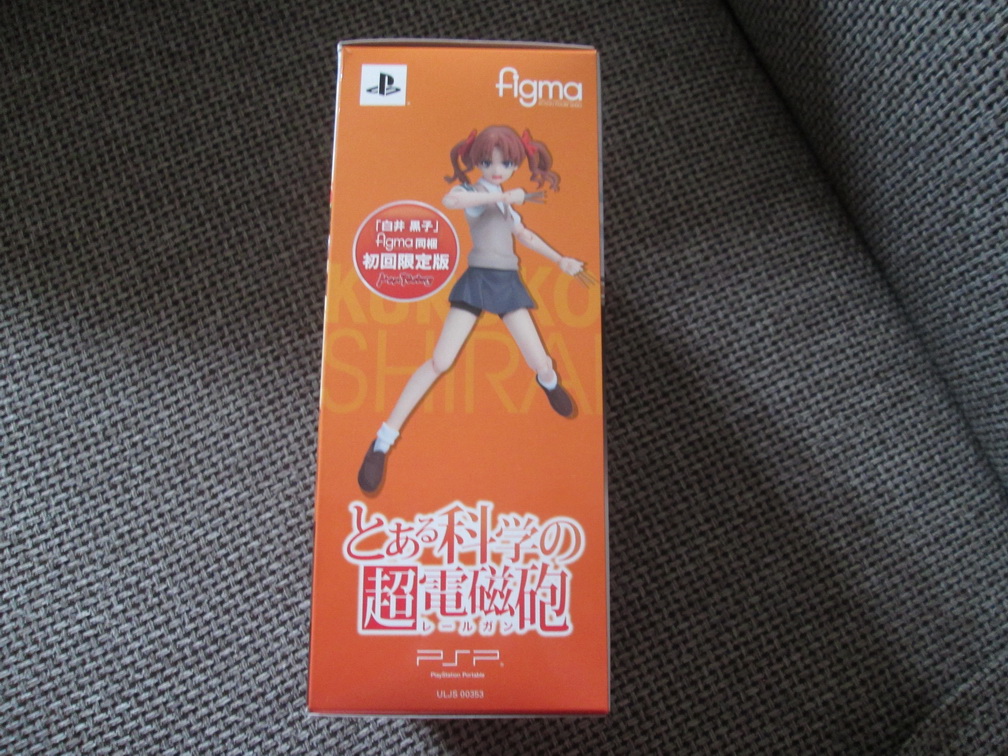 figma
「白井 黒子」
figma同梱
初回限定版
KUROKO
SHIRAI
とある科学の
超電磁砲
レールガン
PSP
PlayStation Portable
ULJS 00353